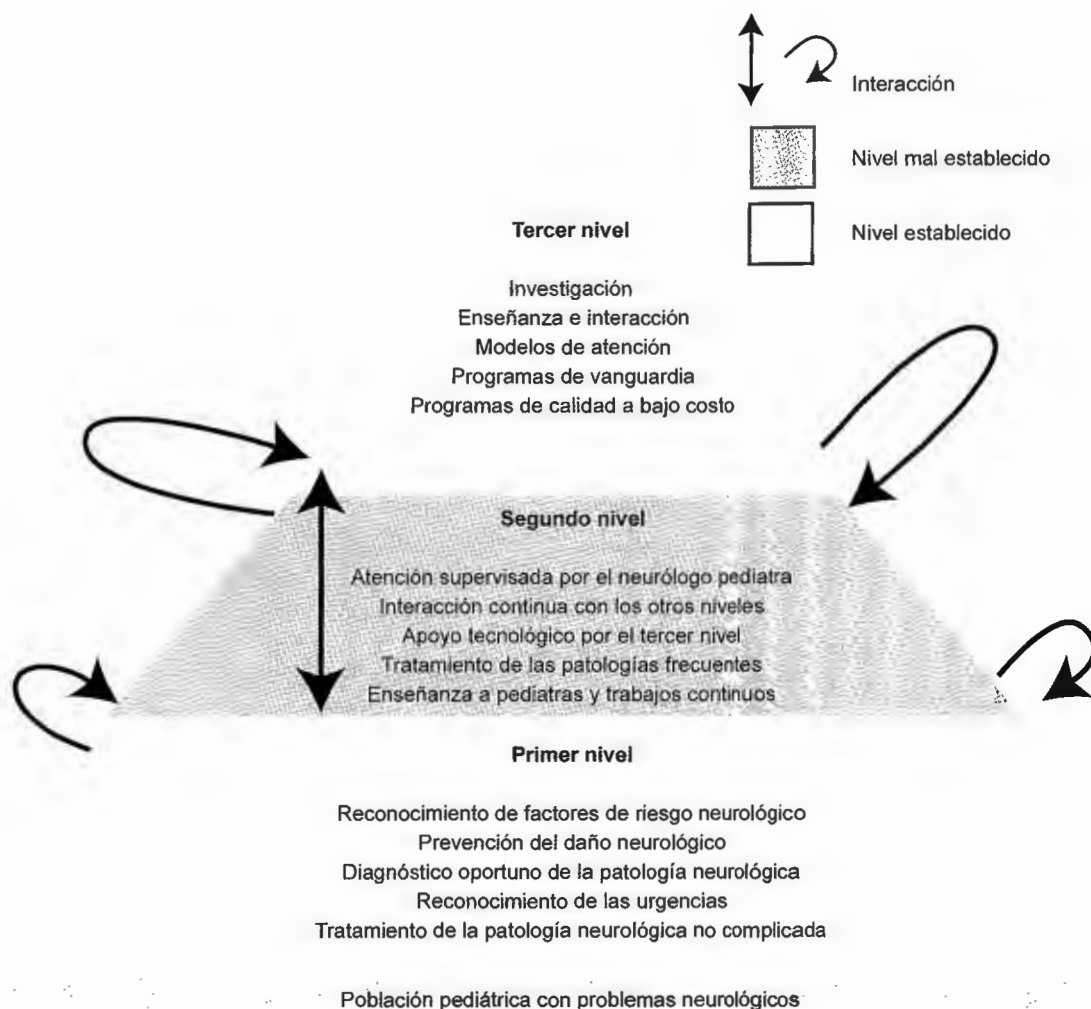 Interacción
Nivel mal establecido
Nivel establecido
Tercer nivel
Investigación
Enseñanza e interacción
Modelos de atención
Programas de vanguardia
Programas de calidad a bajo costo
Segundo nivel
Atención supervisada por el neurólogo pediatra
Interacción continua con los otros niveles
Apoyo tecnológico por el tercer nivel
Tratamiento de las patologías frecuentes
Enseñanza a pediatras y trabajos continuos
Primer nivel
Reconocimiento de factores de riesgo neurológico
Prevención del daño neurológico
Diagnóstico oportuno de la patología neurológica
Reconocimiento de las urgencias
Tratamiento de la patología neurológica no complicada
Población pediátrica con problemas neurológicos